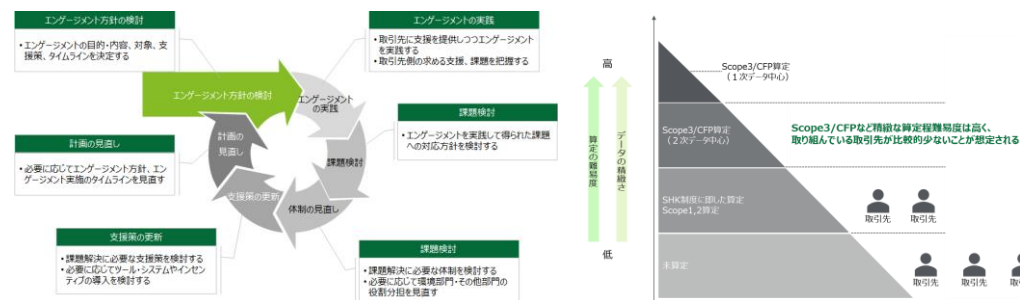 エンゲージメント方針の検討
・エンゲージメントの目的・内容、対象、支
援策、タイムラインを決定する
エンゲージメントの実践
・取引先に支援を提供しつつエンゲージメント
を実践する
・取引先側の求める支援、課題を把握する
エンゲージメント方針の検討
エンゲージメント
の実践
課題検討
・エンゲージメントを実践して得られた課題
への対応方針を検討する
計画の見直し
・必要に応じてエンゲージメント方針、エン
ゲージメント実施のタイムラインを見直す
計画の
見直し
課題検討
支援策の更新
体制の見直し
支援策の更新
・課題解決に必要な支援策を検討する
・必要に応じてツール・システムやインセン
ティブの導入を検討する
課題検討
・課題解決に必要な体制を検討する
・必要に応じて環境部門・その他部門の
役割分担を見直す
高
算定の難易度
データの精緻さ
低
Scope3/CFP算定
(1次データ中心)
Scope3/CFP算定
(2次データ中心)
Scope3/CFPなど精緻な算定程難易度は高く、
取り組んでいる取引先が比較的少ないことが想定される
SHK制度に即した算定
Scope1,2算定
取引先
取引先
未算定
取引先
取引先